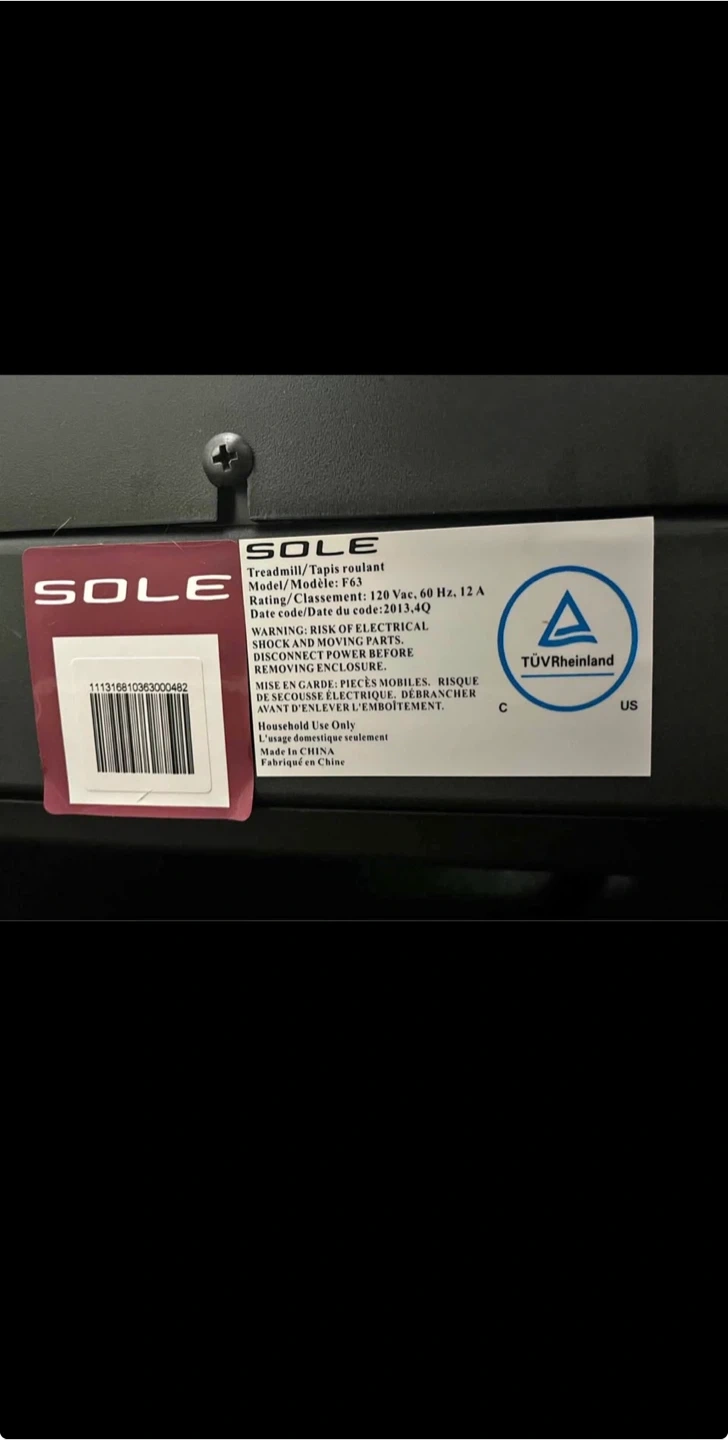 SOLE
111316810363000482
SOLE
Treadmill/Tapis roulant
Model/Modèle: F63
Rating/Classement: 120 Vac, 60 Hz, 12 A
Date code/Date du code:2013,4Q
WARNING: RISK OF ELECTRICAL
SHOCK AND MOVING PARTS.
DISCONNECT POWER BEFORE
REMOVING ENCLOSURE.
MISE EN GARDE: PIECÈS MOBILES. RISQUE
DE SECOUSSE ÉLECTRIQUE. DÉBRANCHER
AVANT D'ENLEVER L'EMBOÎTEMENT.
Household Use Only
L'usage domestique seulement
Made In CHINA
Fabriqué en Chine
TÜVRheinland
C US